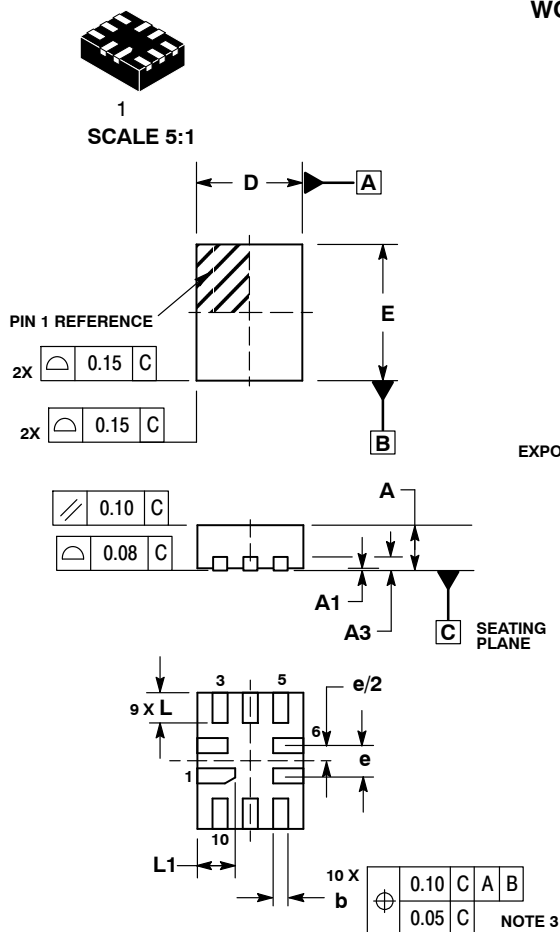 WC
1
SCALE 5:1
D
A
PIN 1 REFERENCE
E
2X ⌓ 0.15 C
2X ⌓ 0.15 C
B
EXPO
A
// 0.10 C
⌓ 0.08 C
A1
A3
C SEATING
PLANE
3 5 e/2
9 X L
6
e
1
10
L1
10 X
b
⌖ 0.10 C A B
0.05 C NOTE 3